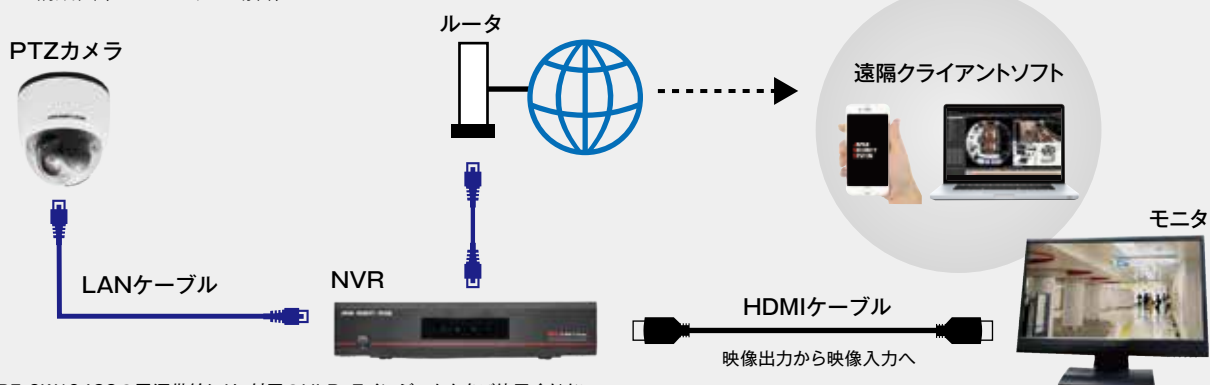 ルータ
PTZカメラ
遠隔クライアントソフト
モニタ
LANケーブル
NVR
HDMIケーブル
映像出力から映像入力へ